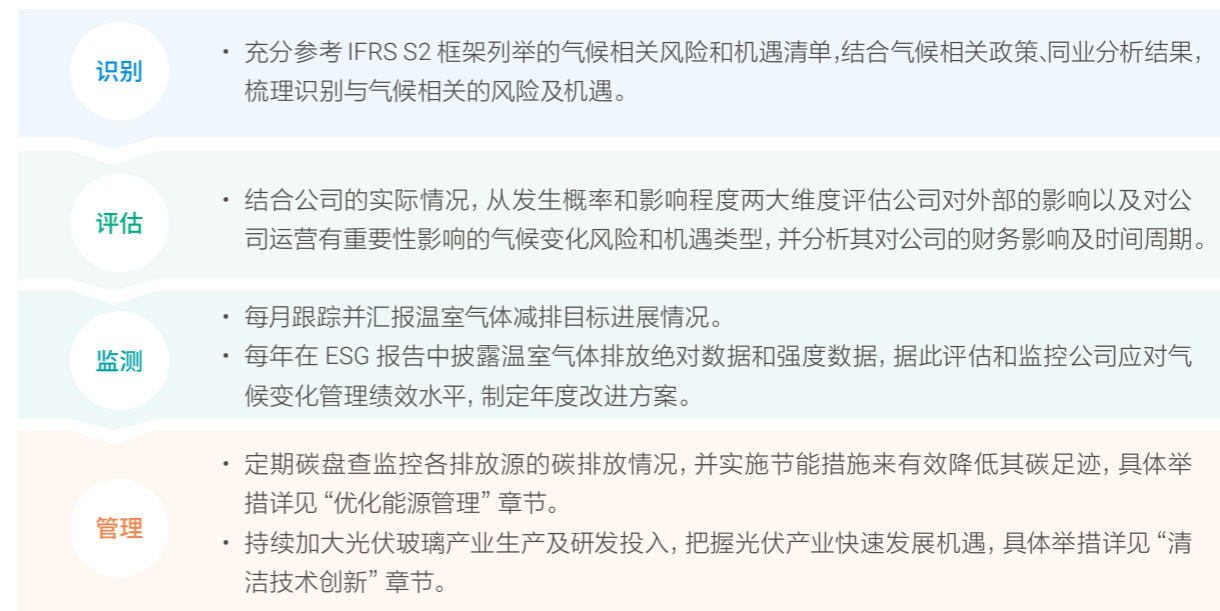 识别
• 充分参考 IFRS S2 框架列举的气候相关风险和机遇清单,结合气候相关政策、同业分析结果,
梳理识别与气候相关的风险及机遇。
评估
• 结合公司的实际情况, 从发生概率和影响程度两大维度评估公司对外部的影响以及对公
司运营有重要性影响的气候变化风险和机遇类型, 并分析其对公司的财务影响及时间周期。
监测
• 每月跟踪并汇报温室气体减排目标进展情况。
• 每年在 ESG 报告中披露温室气体排放绝对数据和强度数据, 据此评估和监控公司应对气
候变化管理绩效水平, 制定年度改进方案。
管理
• 定期碳盘查监控各排放源的碳排放情况, 并实施节能措施来有效降低其碳足迹, 具体举
措详见 “优化能源管理” 章节。
• 持续加大光伏玻璃产业生产及研发投入, 把握光伏产业快速发展机遇, 具体举措详见 “清
洁技术创新” 章节。